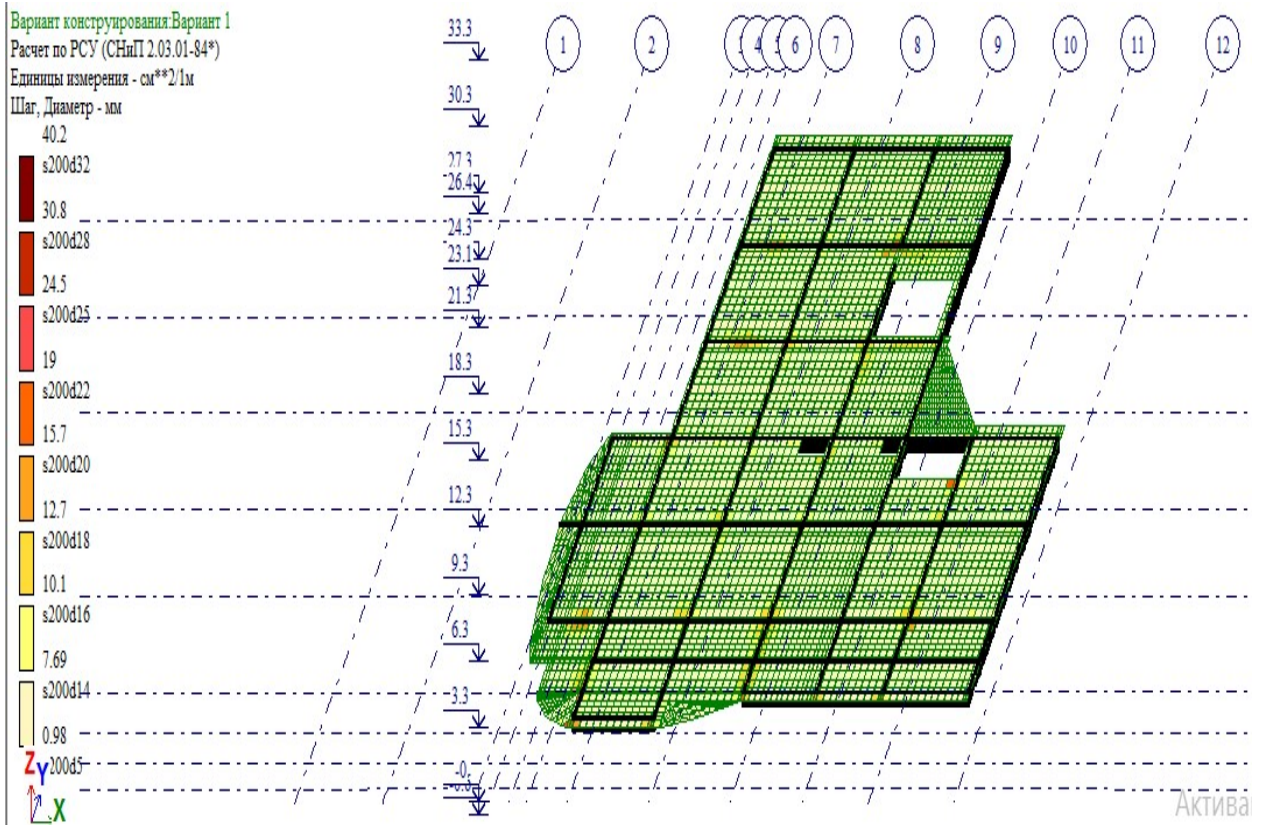 Вариант конструирования:Вариант 1
Расчет по РСУ (СНиП 2.03.01-84*)
Единицы измерения - см**2/1м
Шаг, Диаметр - мм
40.2
s200d32
30.8
s200d28
24.5
s200d25
19
s200d22
15.7
s200d20
12.7
s200d18
10.1
s200d16
7.69
s200d14
0.98
200d5
Z
Y
X
33.3
30.3
27.3
26.4
24.3
23.1
21.3
18.3
15.3
12.3
9.3
6.3
3.3
1
2
4
5
6
7
8
9
10
11
12
Актива